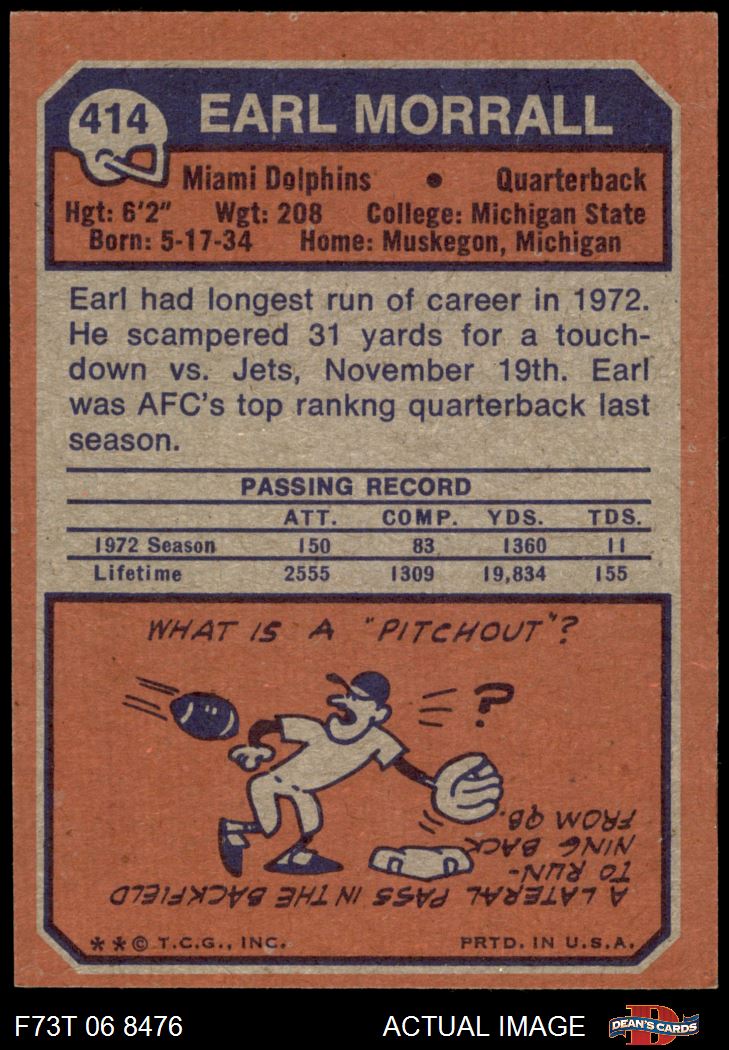 414
EARL MORRALL
Miami Dolphins • Quarterback
Hgt: 6'2" Wgt: 208 College: Michigan State
Born: 5-17-34 Home: Muskegon, Michigan
Earl had longest run of career in 1972.
He scampered 31 yards for a touch-
down vs. Jets, November 19th. Earl
was AFC's top rankng quarterback last
season.
PASSING RECORD
ATT. COMP. YDS. TDS.
1972 Season 150 83 1360 11
Lifetime 2555 1309 19,834 155
WHAT IS A "PITCHOUT"?
?
A LATERAL PASS IN THE BACKFIELD
TO RUN-
NING BACK
FROM QB.
**© T.C.G., INC. PRTD. IN U.S.A.
F73T 06 8476 ACTUAL IMAGE
D
DEAN'S CARDS